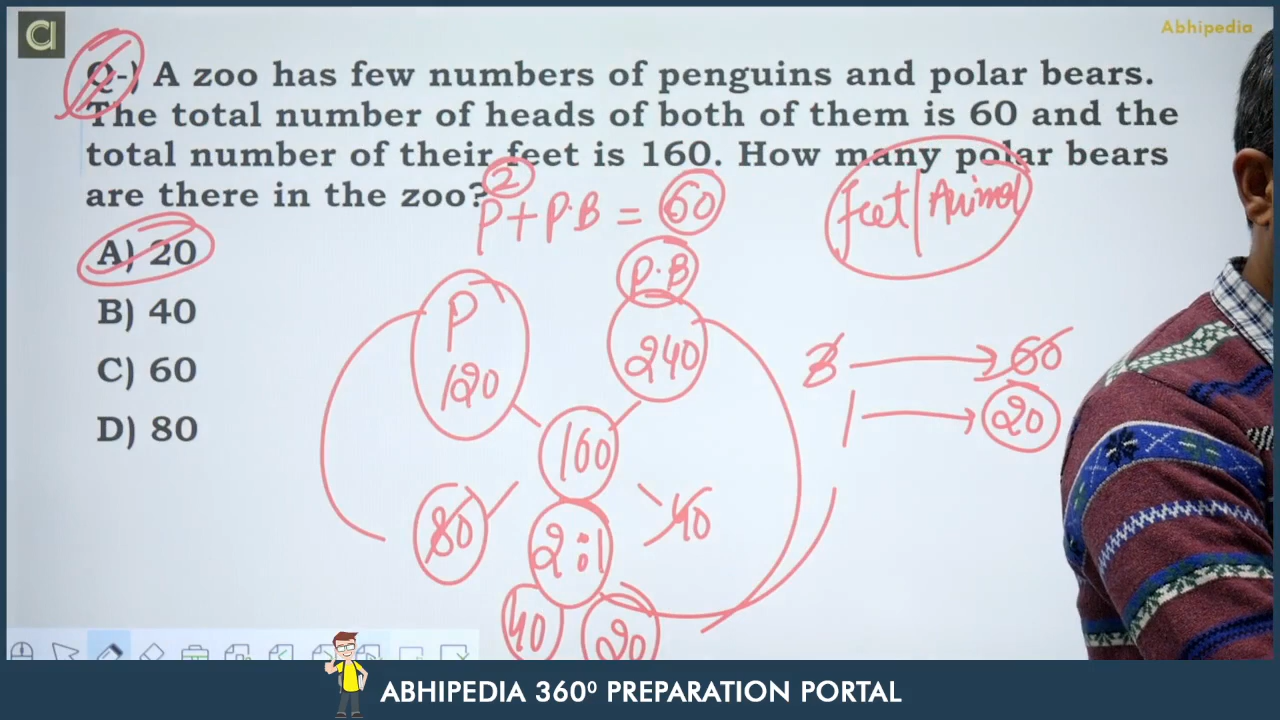 Abhipedia
Q-) A zoo has few numbers of penguins and polar bears.
The total number of heads of both of them is 60 and the
total number of their feet is 160. How many polar bears
are there in the zoo?
2
P + P.B = 60
Feet/Animal
A) 20
B) 40
C) 60
D) 80
P
120
P.B
240
160
80
40
2:1
40
20
3 → 60
1 → 20
ABHIPEDIA 360⁰ PREPARATION PORTAL